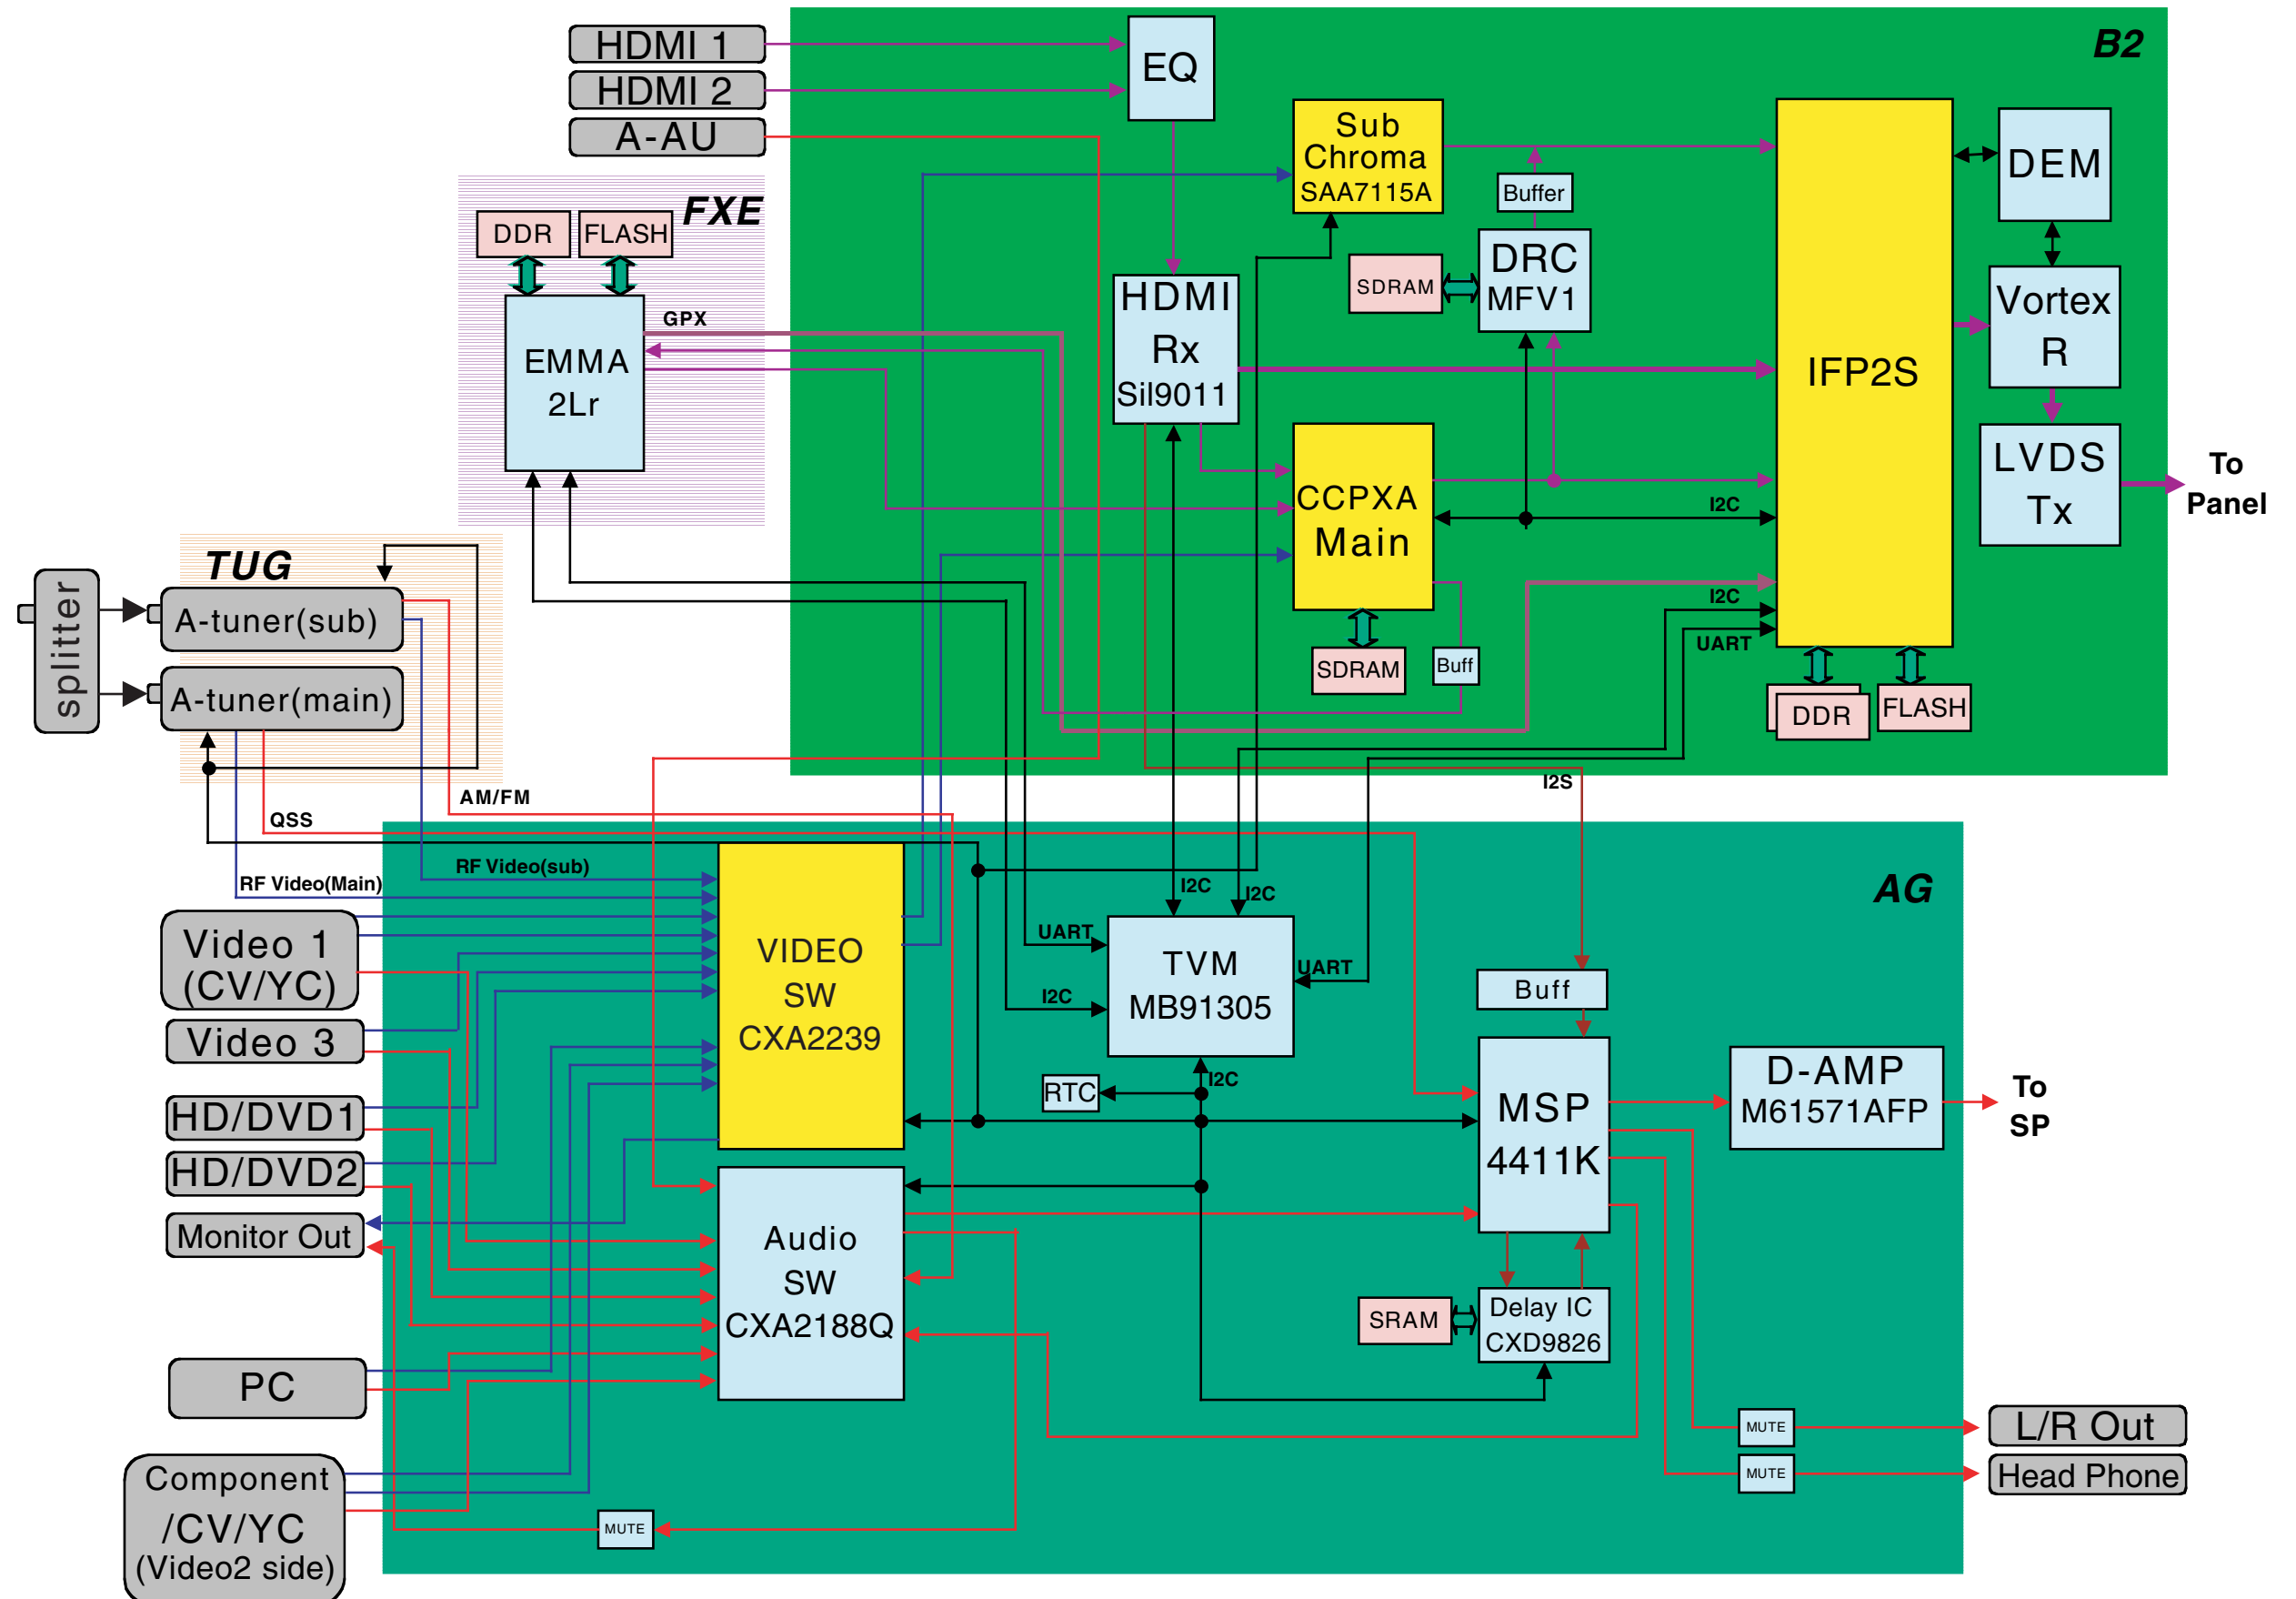 HDMI 1
HDMI 2
A-AU
EQ
B2
Sub
Chroma
SAA7115A
Buffer
DRC
MFV1
SDRAM
IFP2S
DEM
Vortex
R
LVDS
Tx
To
Panel
FXE
DDR
FLASH
EMMA
2Lr
GPX
HDMI
Rx
Sil9011
CCPXA
Main
I2C
SDRAM
Buff
I2C
UART
DDR
FLASH
TUG
splitter
A-tuner(sub)
A-tuner(main)
AM/FM
QSS
I2S
RF Video(sub)
RF Video(Main)
AG
I2C
I2C
UART
UART
I2C
TVM
MB91305
VIDEO
SW
CXA2239
Video 1
(CV/YC)
Video 3
HD/DVD1
HD/DVD2
Monitor Out
Buff
RTC
I2C
MSP
4411K
D-AMP
M61571AFP
To
SP
Audio
SW
CXA2188Q
SRAM
Delay IC
CXD9826
PC
Component
/CV/YC
(Video2 side)
MUTE
MUTE
MUTE
L/R Out
Head Phone